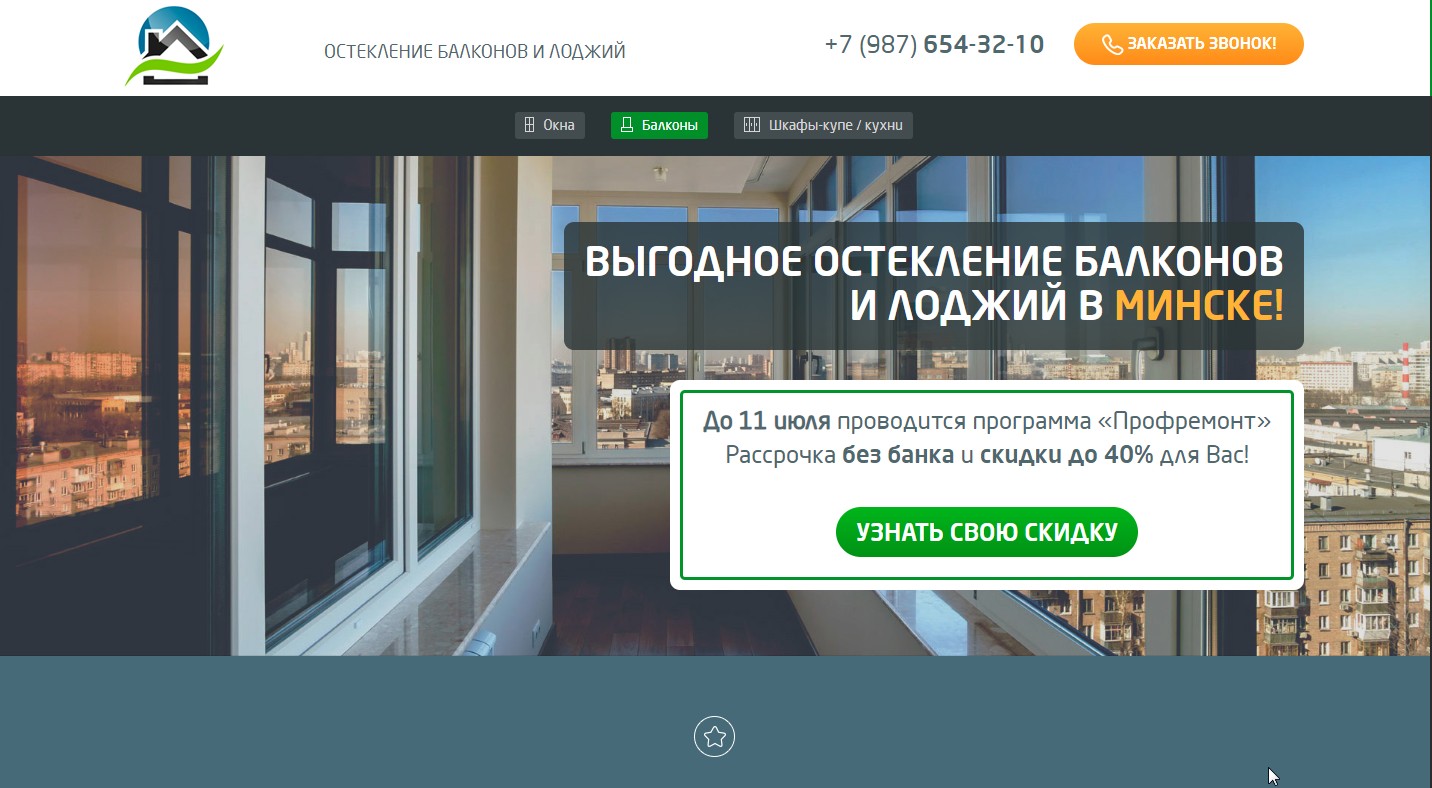 ОСТЕКЛЕНИЕ БАЛКОНОВ И ЛОДЖИЙ
+7 (987) 654-32-10
ЗАКАЗАТЬ ЗВОНОК!
Окна
Балконы
Шкафы-купе / кухни
ВЫГОДНОЕ ОСТЕКЛЕНИЕ БАЛКОНОВ
И ЛОДЖИЙ В МИНСКЕ!
До 11 июля проводится программа «Профремонт»
Рассрочка без банка и скидки до 40% для Вас!
УЗНАТЬ СВОЮ СКИДКУ